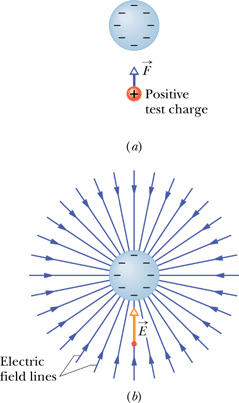 F
+ Positive
test charge
(a)
E
Electric
field lines
(b)